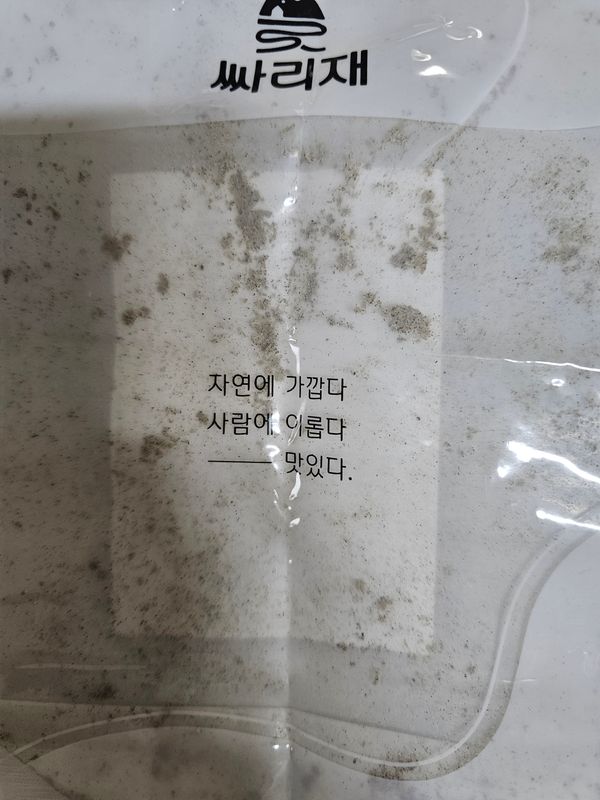 싸리재
자연에 가깝다
사람에 이롭다
맛있다.